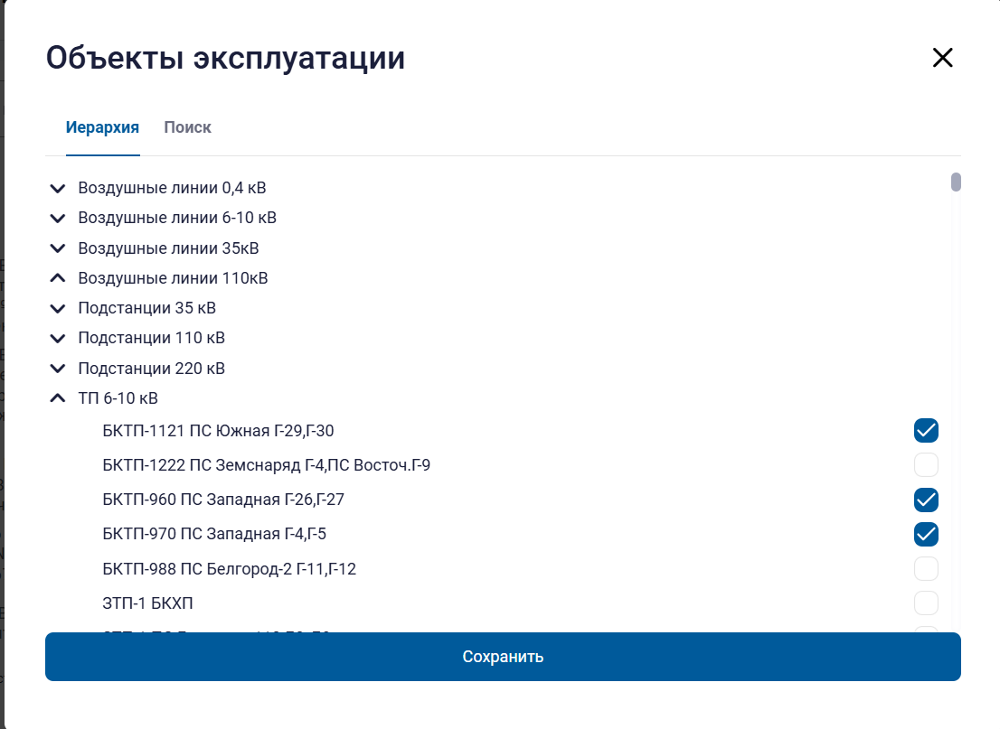 Объекты эксплуатации
Иерархия Поиск
Воздушные линии 0,4 кВ
Воздушные линии 6-10 кВ
Воздушные линии 35кВ
Воздушные линии 110кВ
Подстанции 35 кВ
Подстанции 110 кВ
Подстанции 220 кВ
ТП 6-10 кВ
БКТП-1121 ПС Южная Г-29,Г-30
БКТП-1222 ПС Земснаряд Г-4,ПС Восточ.Г-9
БКТП-960 ПС Западная Г-26,Г-27
БКТП-970 ПС Западная Г-4,Г-5
БКТП-988 ПС Белгород-2 Г-11,Г-12
ЗТП-1 БКХП
Сохранить